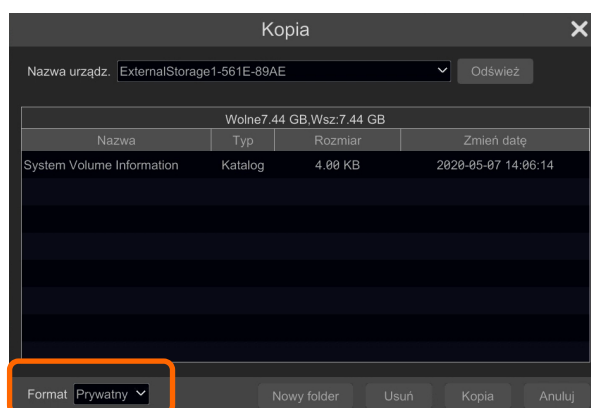 Kopia
Nazwa urządz. ExternalStorage1-561E-89AE Odśwież
Wolne7.44 GB,Wsz:7.44 GB
Nazwa Typ Rozmiar Zmień datę
System Volume Information Katalog 4.00 KB 2020-05-07 14:06:14
Format Prywatny Nowy folder Usuń Kopia Anuluj